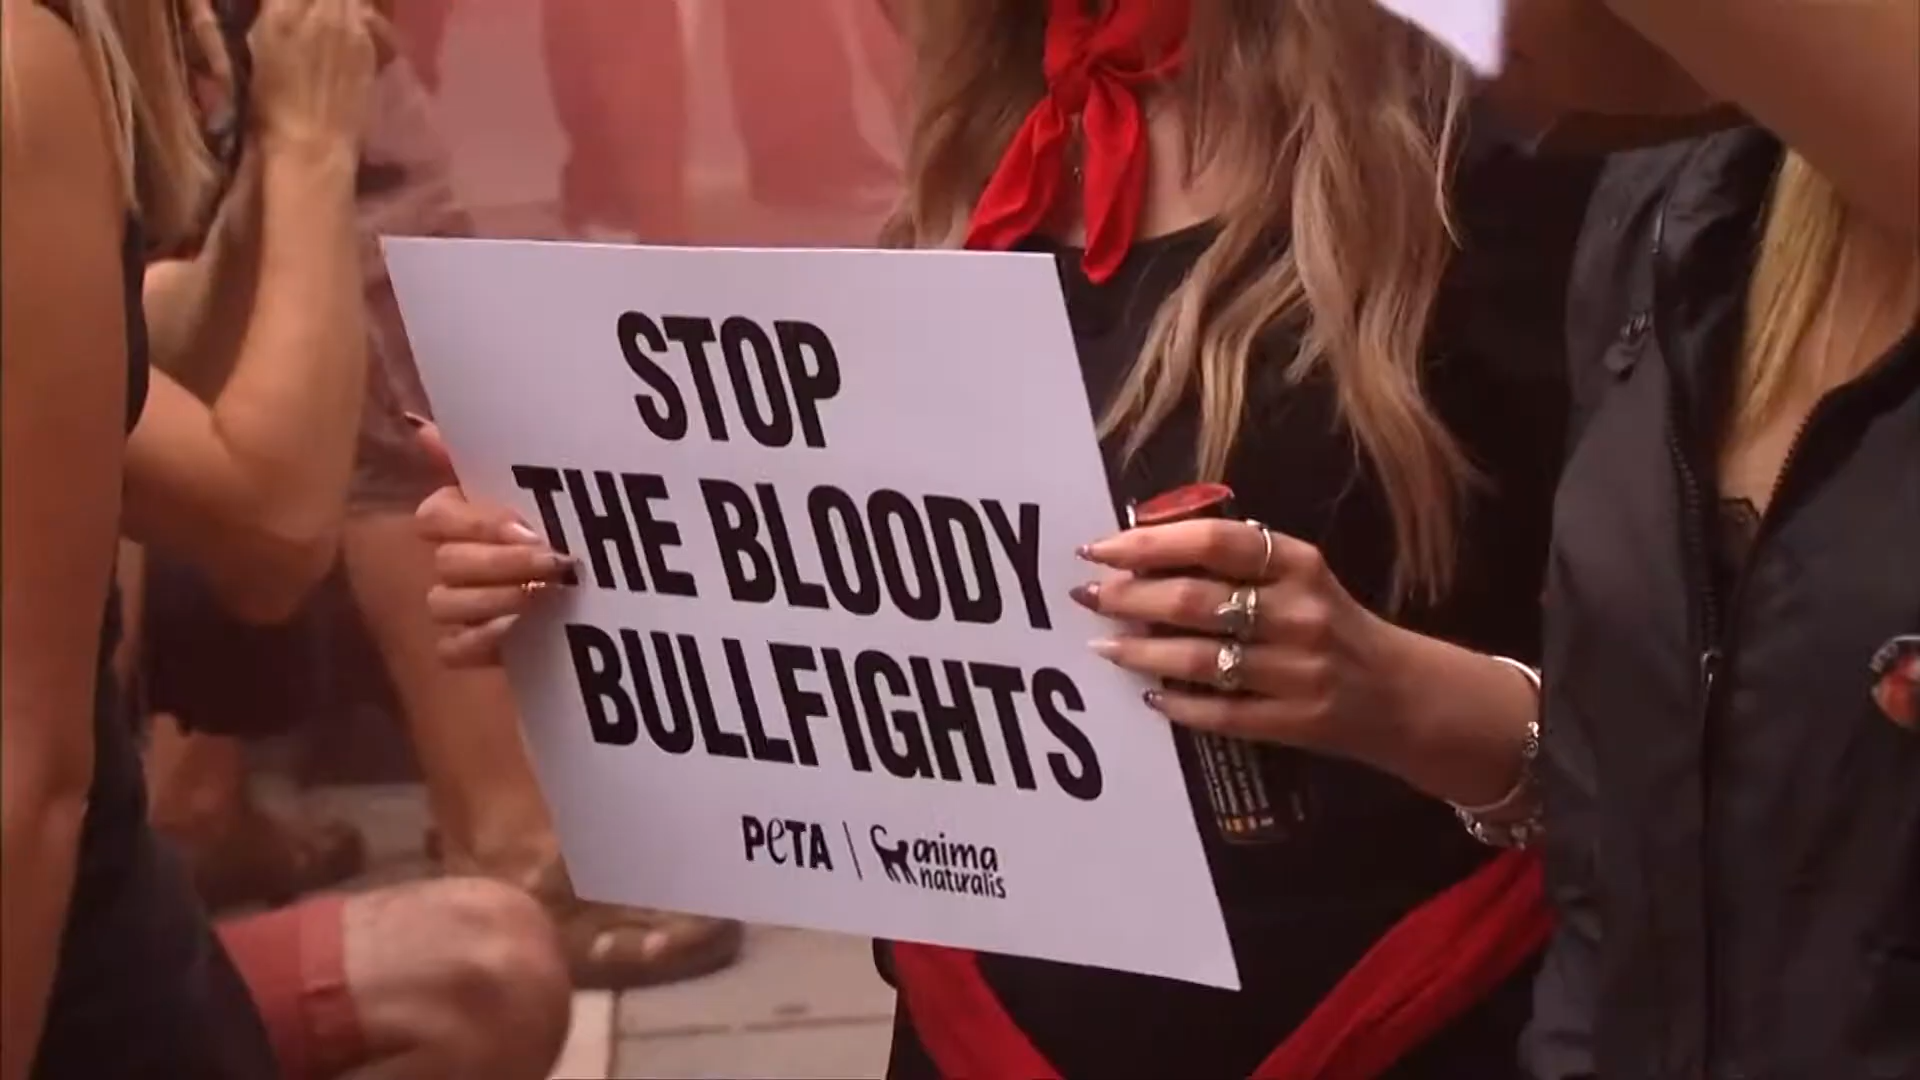 STOP
THE BLOODY
BULLFIGHTS
PeTA | anima
naturalis